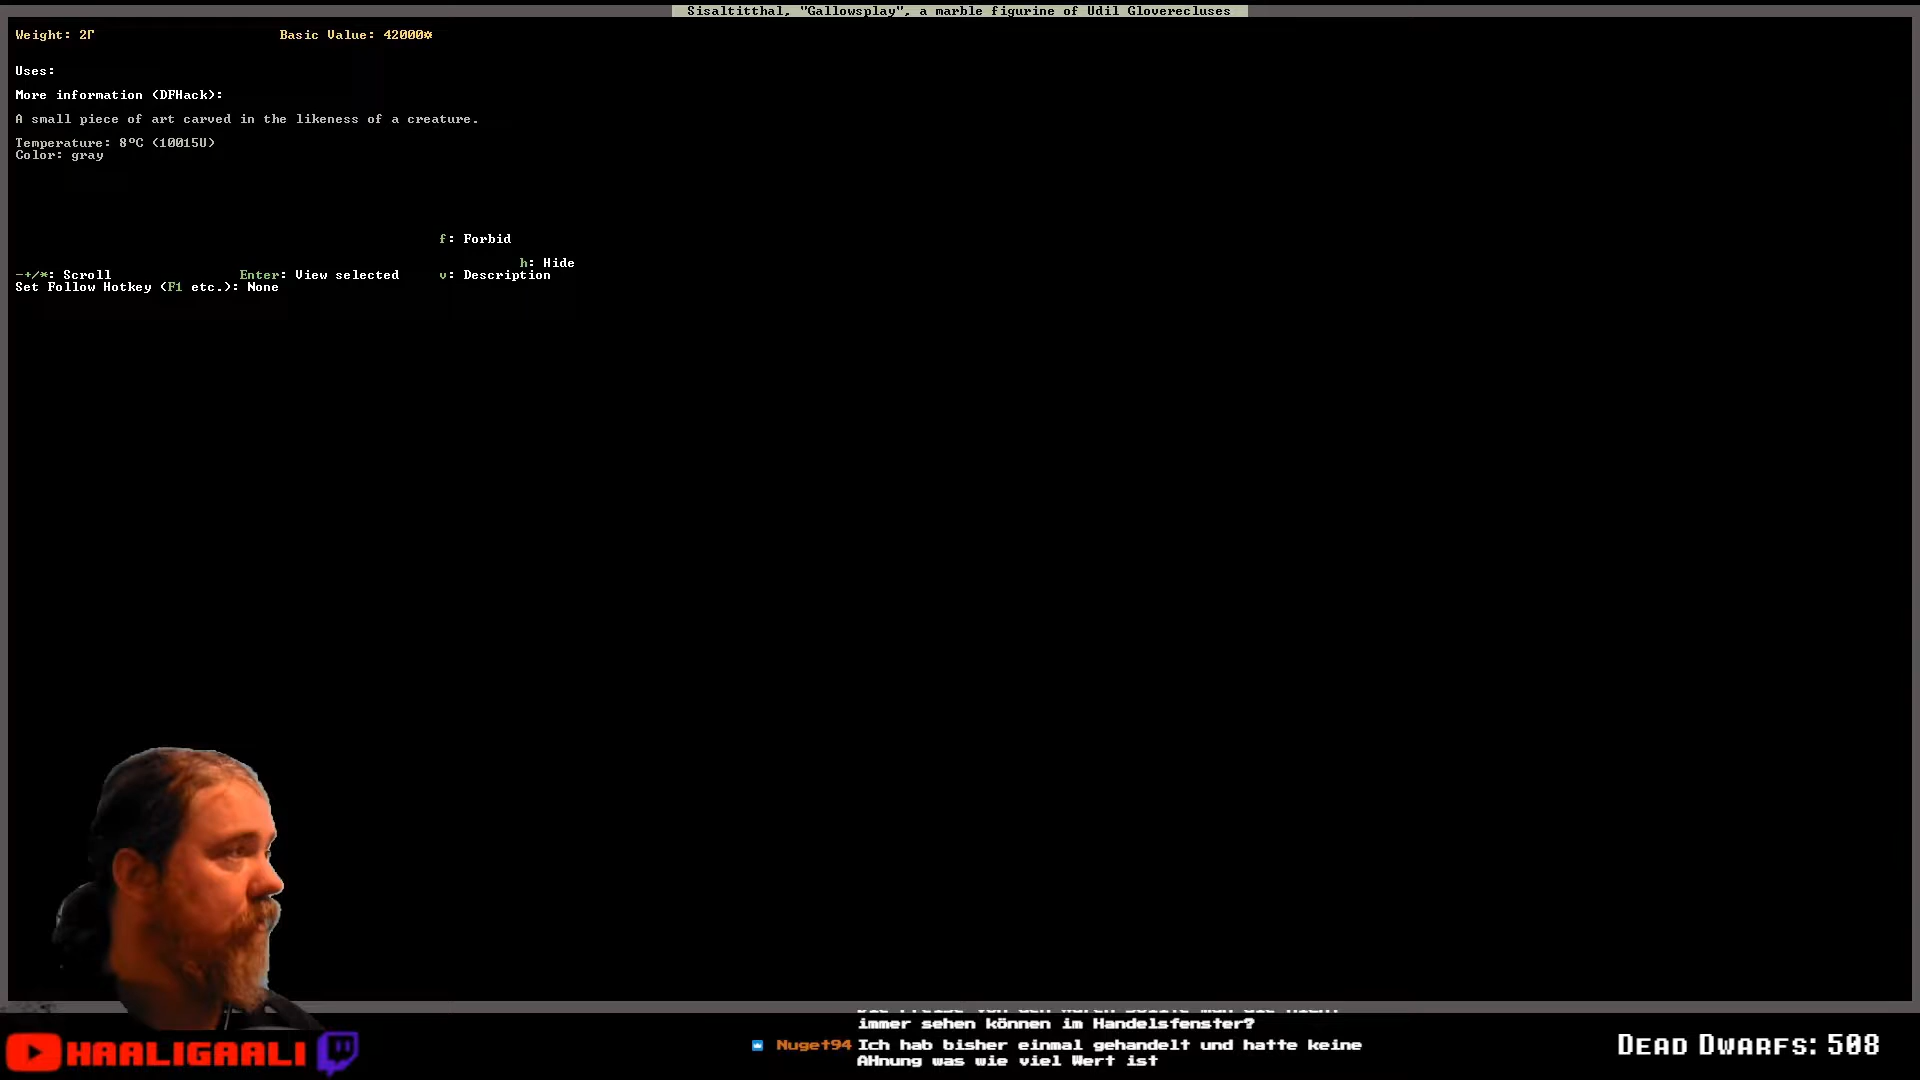 Sisaltitthal, "Gallowsplay", a marble figurine of Udil Gloverecluses
Weight: 2Γ Basic Value: 42000☼
Uses:
More information (DFHack):
A small piece of art carved in the likeness of a creature.
Temperature: 8°C (10015U)
Color: gray
f: Forbid
h: Hide
-+/*: Scroll Enter: View selected v: Description
Set Follow Hotkey (F1 etc.): None
immer sehen können im Handelsfenster?
Nuget94 Ich hab bisher einmal gehandelt und hatte keine
AHnung was wie viel Wert ist
HAALIGAALI
Dead Dwarfs: 508